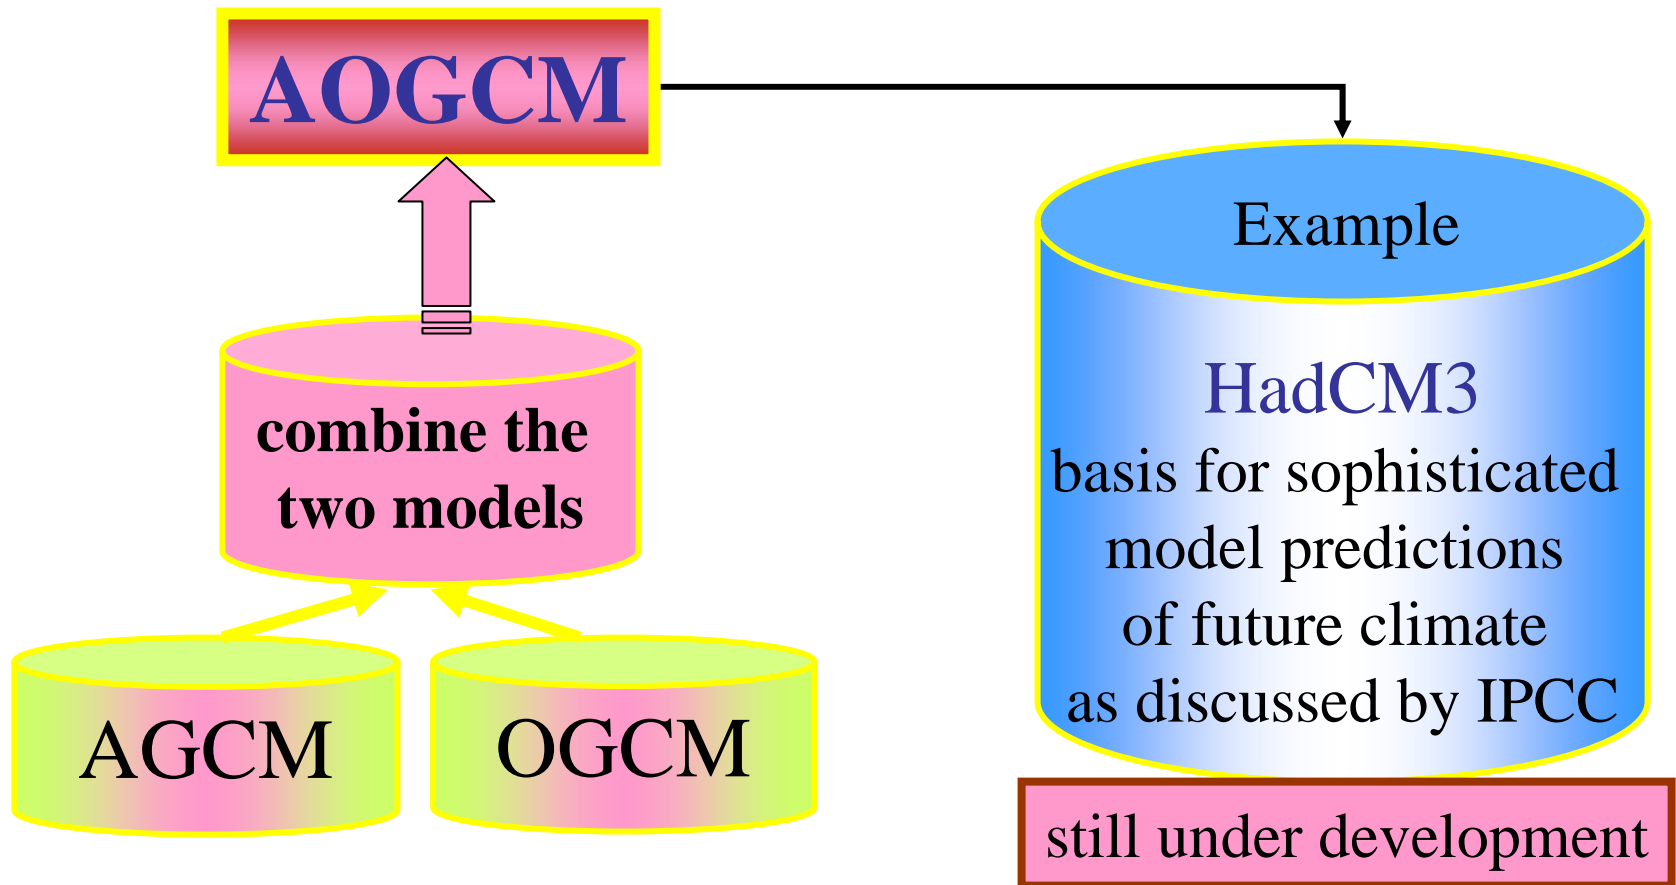 AOGCM
combine the
two models
AGCM
OGCM
Example
HadCM3
basis for sophisticated
model predictions
of future climate
as discussed by IPCC
still under development